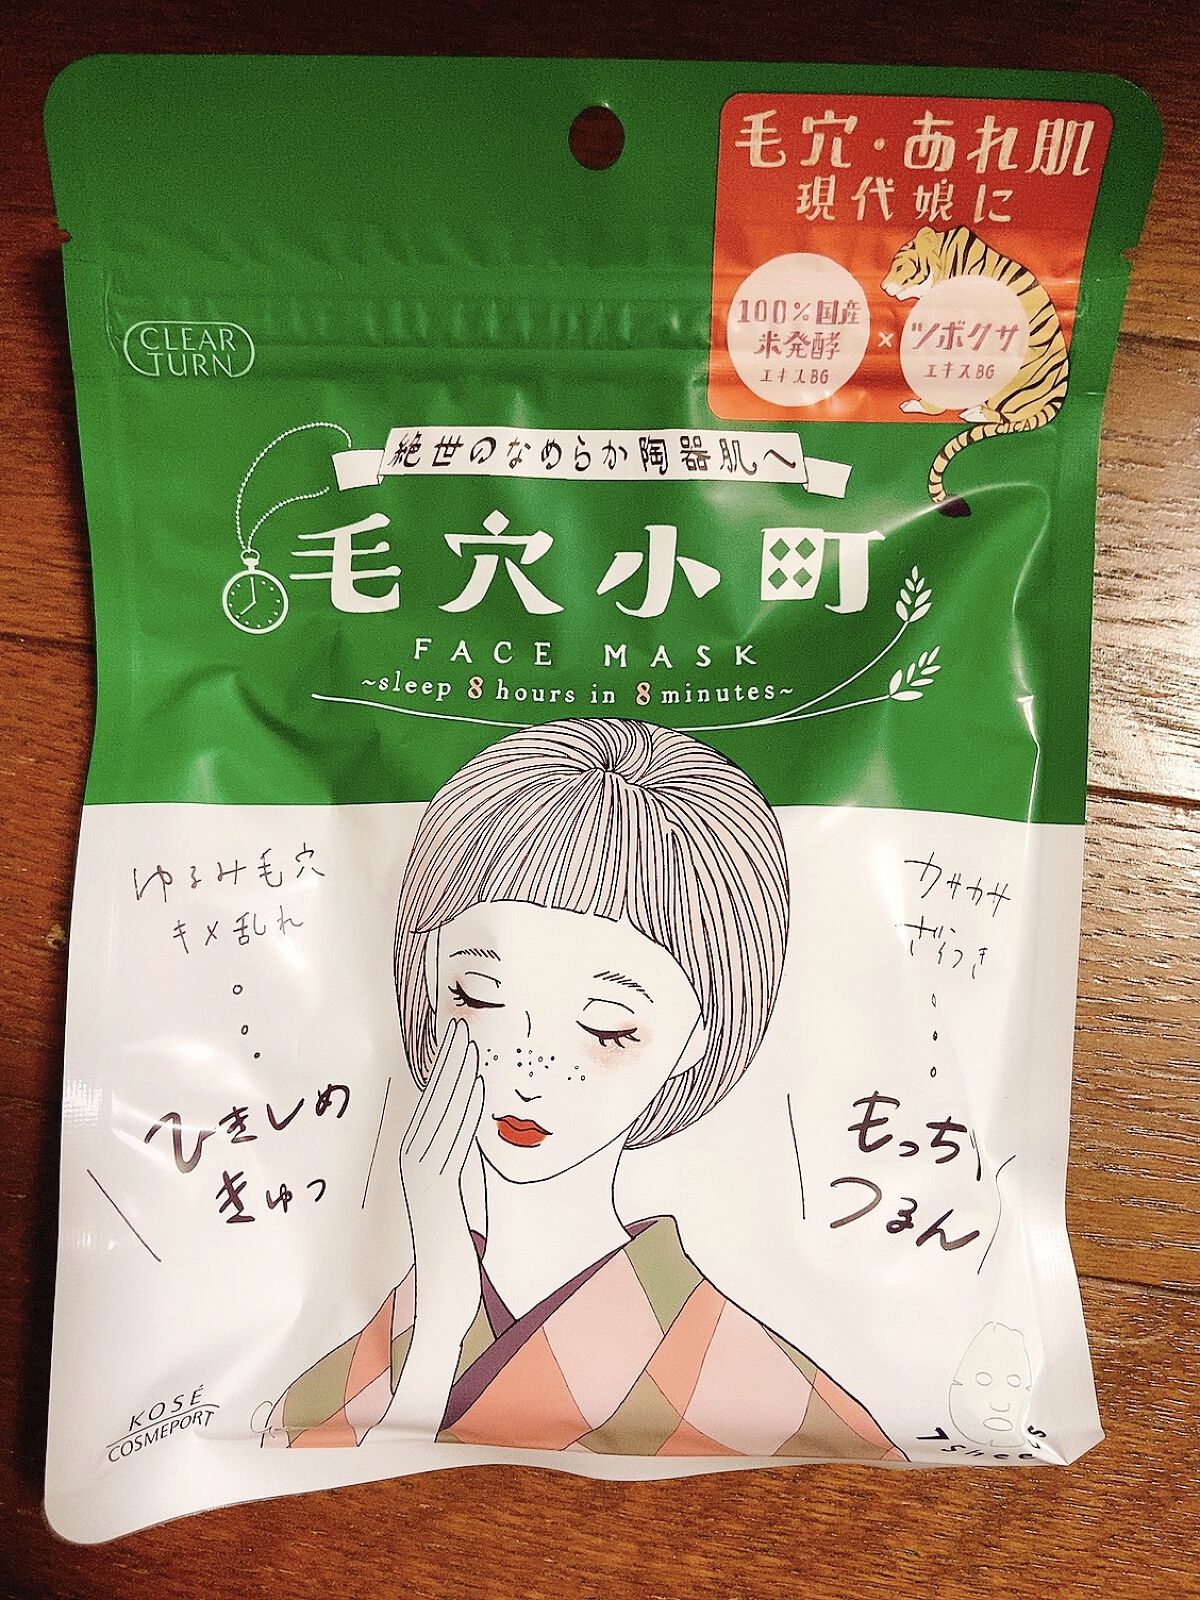 毛穴・あれ肌
現代娘に
100%国産
米発酵
エキスBG
×
ツボクサ
エキスBG
CICA
CLEAR
TURN
絶世のなめらか陶器肌へ
毛穴小町
FACE MASK
~sleep 8 hours in 8 minutes~
ゆるみ毛穴
キメ乱れ
ひきしめ
きゅっ
カサカサ
ざらつき
もっちり
つるん
KOSÉ
COSMEPORT
7 Sheets